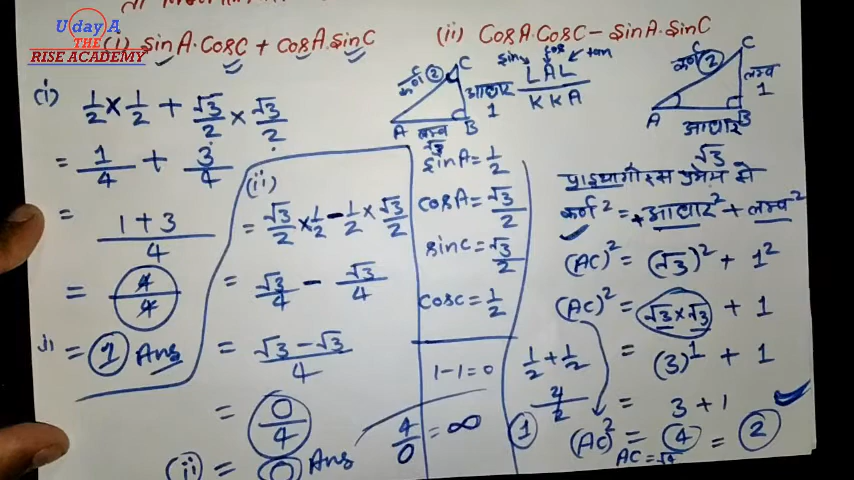 Uday A
THE
RISE ACADEMY
(i) sinA·CosC + cosA·sinC
(ii) CosA·CosC − sinA·sinC
(i)
1/2 × 1/2 + √3/2 × √3/2
= 1/4 + 3/4
= 1+3/4
= 4/4
= 1 Ans
(ii)
= √3/2 × 1/2 − 1/2 × √3/2
= √3/4 − √3/4
= √3−√3/4
= 0/4
(ii) = 0 Ans
C
कर्ण 2
आधार
1
A
लम्ब
B
√3
sin cos tan
LAL
KKA
sinA = 1/2
cosA = √3/2
sinC = √3/2
cosC = 1/2
1−1=0
4/0 = ∞
C
कर्ण 2
लम्ब
1
A
आधार
B
√3
पाइथागोरस प्रमेय से
कर्ण² = आधार² + लम्ब²
(AC)² = (√3)² + 1²
(AC)² = √3×√3 + 1
= (3)¹ + 1
= 3+1
(AC)² = 4 = 2
AC = √4
1/2 + 1/2
2/2
1